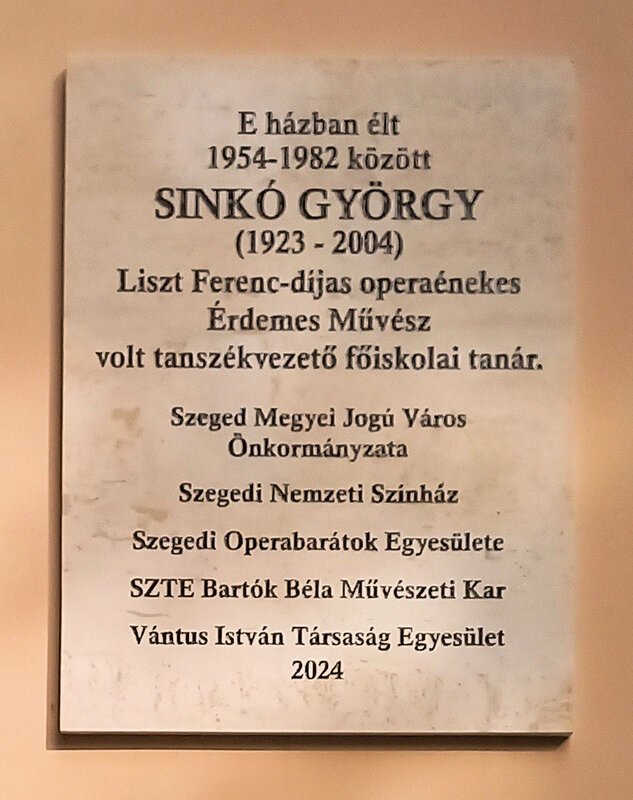 E házban élt
1954-1982 között
SINKÓ GYÖRGY
(1923 - 2004)
Liszt Ferenc-díjas operaénekes
Érdemes Művész
volt tanszékvezető főiskolai tanár.
Szeged Megyei Jogú Város
Önkormányzata
Szegedi Nemzeti Színház
Szegedi Operabarátok Egyesülete
SZTE Bartók Béla Művészeti Kar
Vántus István Társaság Egyesület
2024